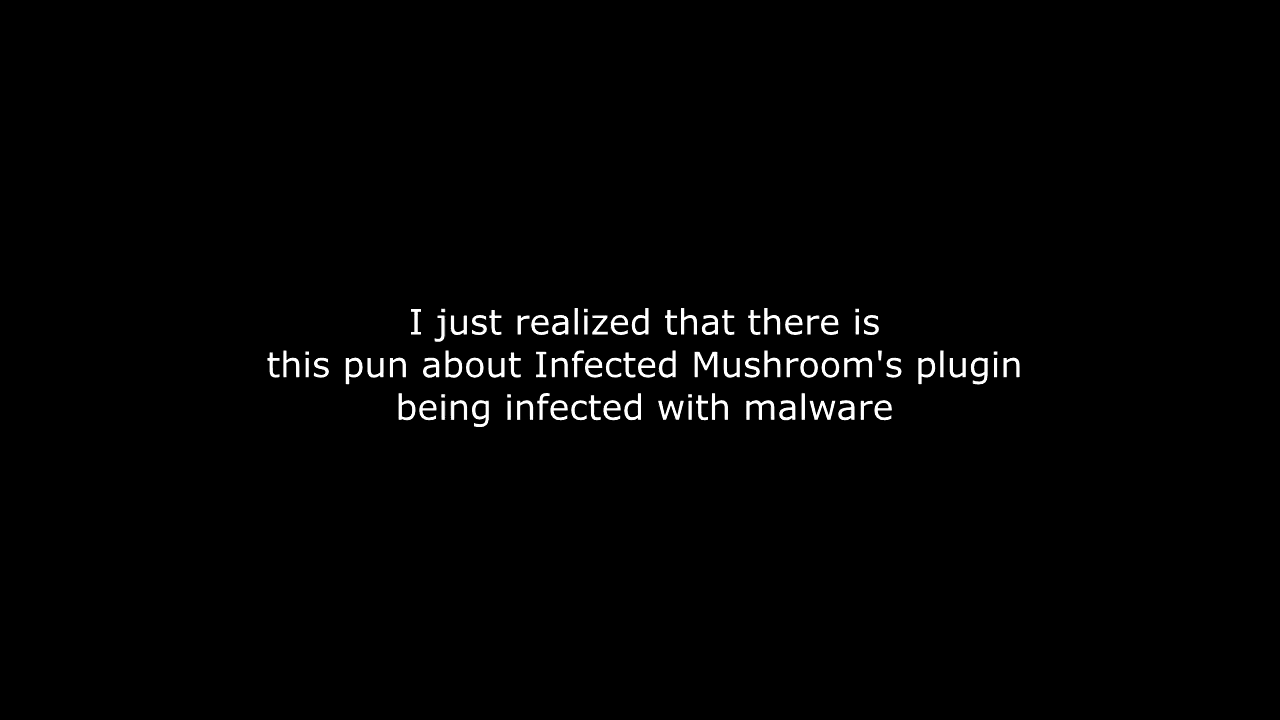 I just realized that there is
this pun about Infected Mushroom's plugin
being infected with malware